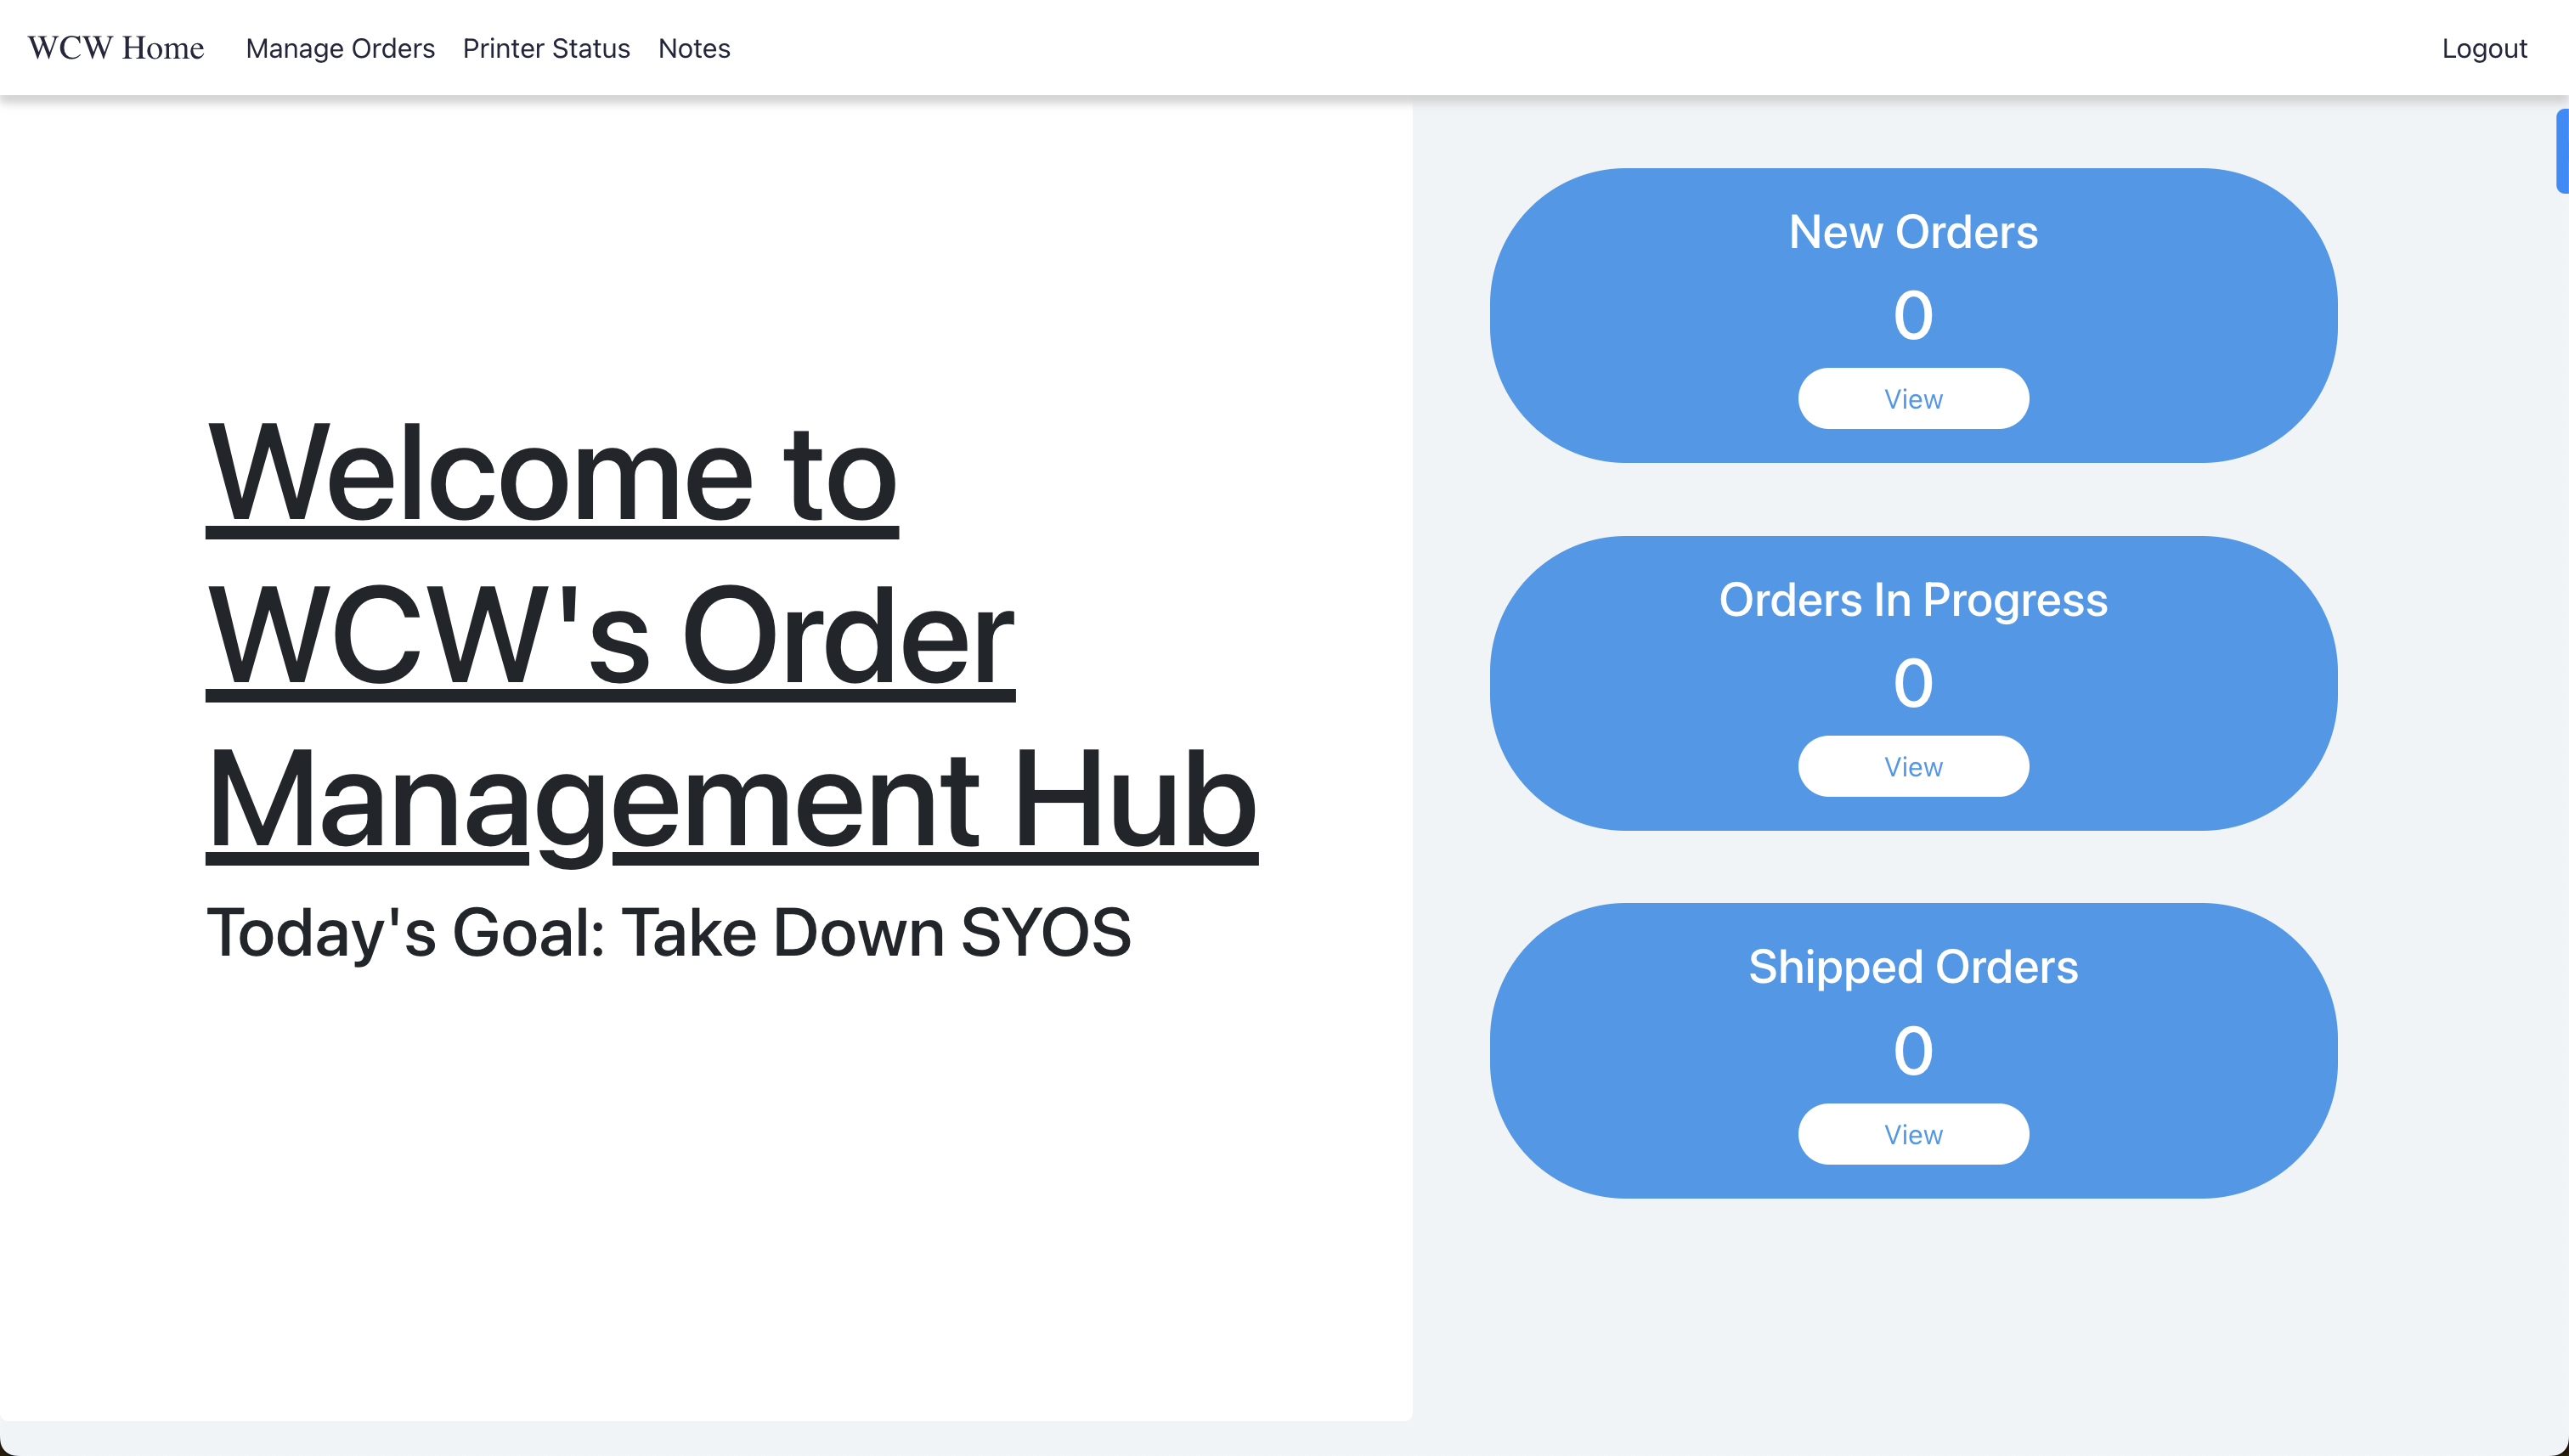 WCW Home Manage Orders Printer Status Notes Logout
Welcome to
WCW's Order
Management Hub
Today's Goal: Take Down SYOS
New Orders
0
View
Orders In Progress
0
View
Shipped Orders
0
View